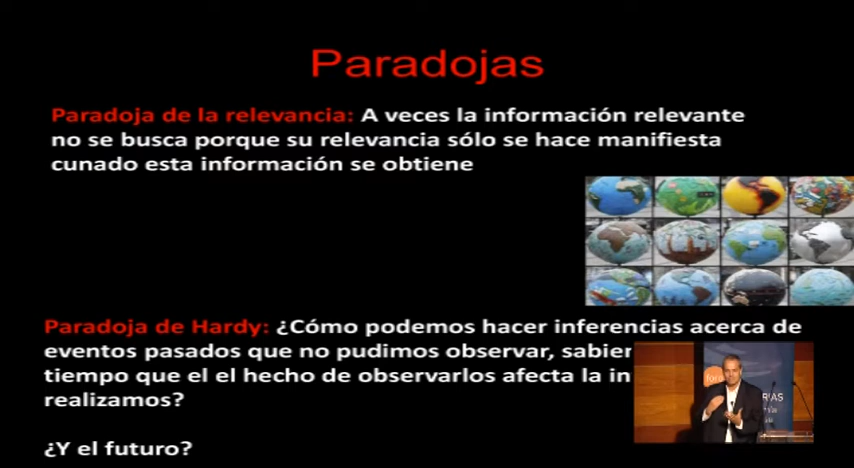 Paradojas
Paradoja de la relevancia: A veces la información relevante
no se busca porque su relevancia sólo se hace manifiesta
cunado esta información se obtiene
Paradoja de Hardy: ¿Cómo podemos hacer inferencias acerca de
eventos pasados que no pudimos observar, sabien
tiempo que el el hecho de observarlos afecta la in
realizamos?
¿Y el futuro?